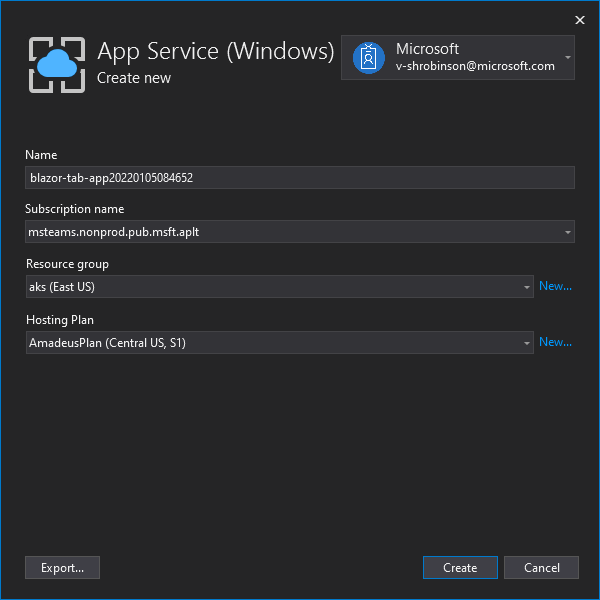 App Service (Windows)
Create new
Microsoft
v-shrobinson@microsoft.com
Name
blazor-tab-app20220105084652
Subscription name
msteams.nonprod.pub.msft.aplt
Resource group
aks (East US)
New...
Hosting Plan
AmadeusPlan (Central US, S1)
New...
Export...
Create
Cancel